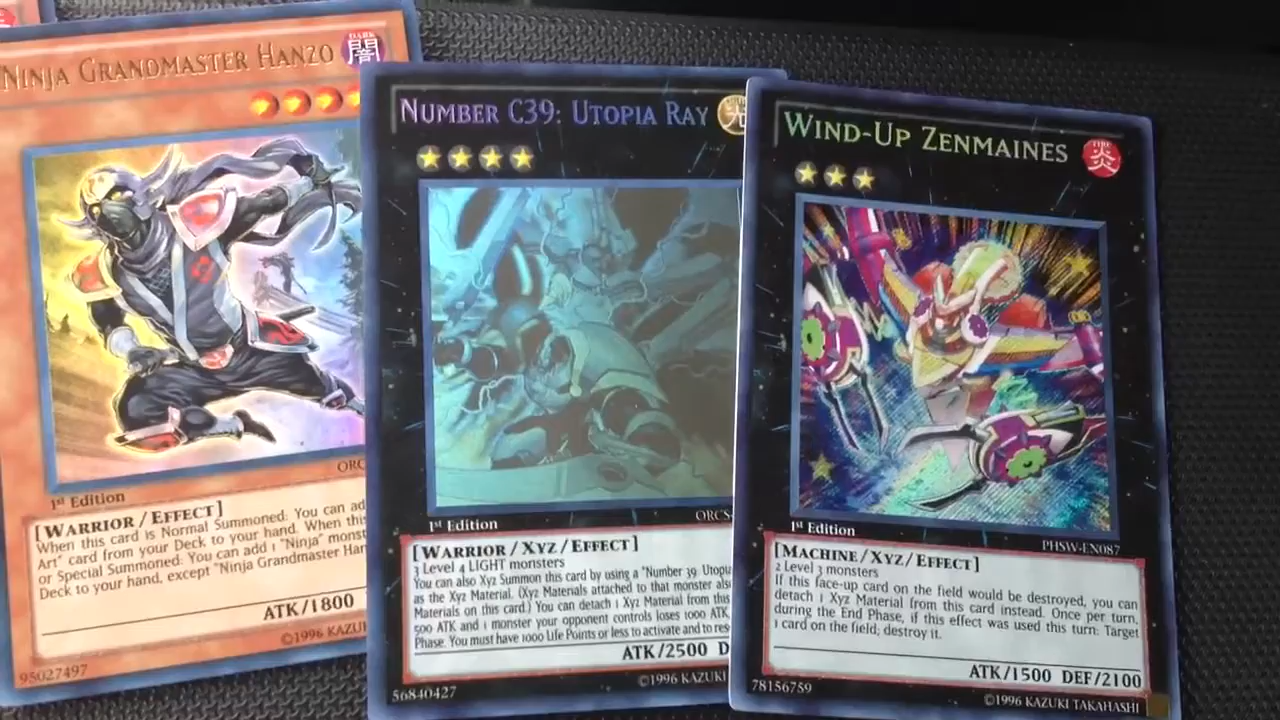 NINJA GRANDMASTER HANZO
DARK
闇
ORC
1st Edition
[WARRIOR/EFFECT]
When this card is Normal Summoned: You can ad
Art" card from your Deck to your hand. When this
or Special Summoned: You can add 1 "Ninja" monst
Deck to your hand, except "Ninja Grandmaster Han
ATK/1800
©1996 KAZUK
95027497
NUMBER C39: UTOPIA RAY
光
1st Edition
ORCS-
[WARRIOR/XYZ/EFFECT]
3 Level 4 LIGHT monsters
You can also Xyz Summon this card by using a "Number 39: Utopi
as the Xyz Material. (Xyz Materials attached to that monster als
Materials on this card.) You can detach 1 Xyz Material from this
500 ATK and 1 monster your opponent controls loses 1000 ATK
Phase. You must have 1000 Life Points or less to activate and to res
ATK/2500 D
©1996 KAZUKI
56840427
WIND-UP ZENMAINES
FIRE
炎
1st Edition
PHSW-EN087
[MACHINE/XYZ/EFFECT]
2 Level 3 monsters
If this face-up card on the field would be destroyed, you can
detach 1 Xyz Material from this card instead. Once per turn,
during the End Phase, if this effect was used this turn: Target
1 card on the field; destroy it.
ATK/1500 DEF/2100
78156759
©1996 KAZUKI TAKAHASHI